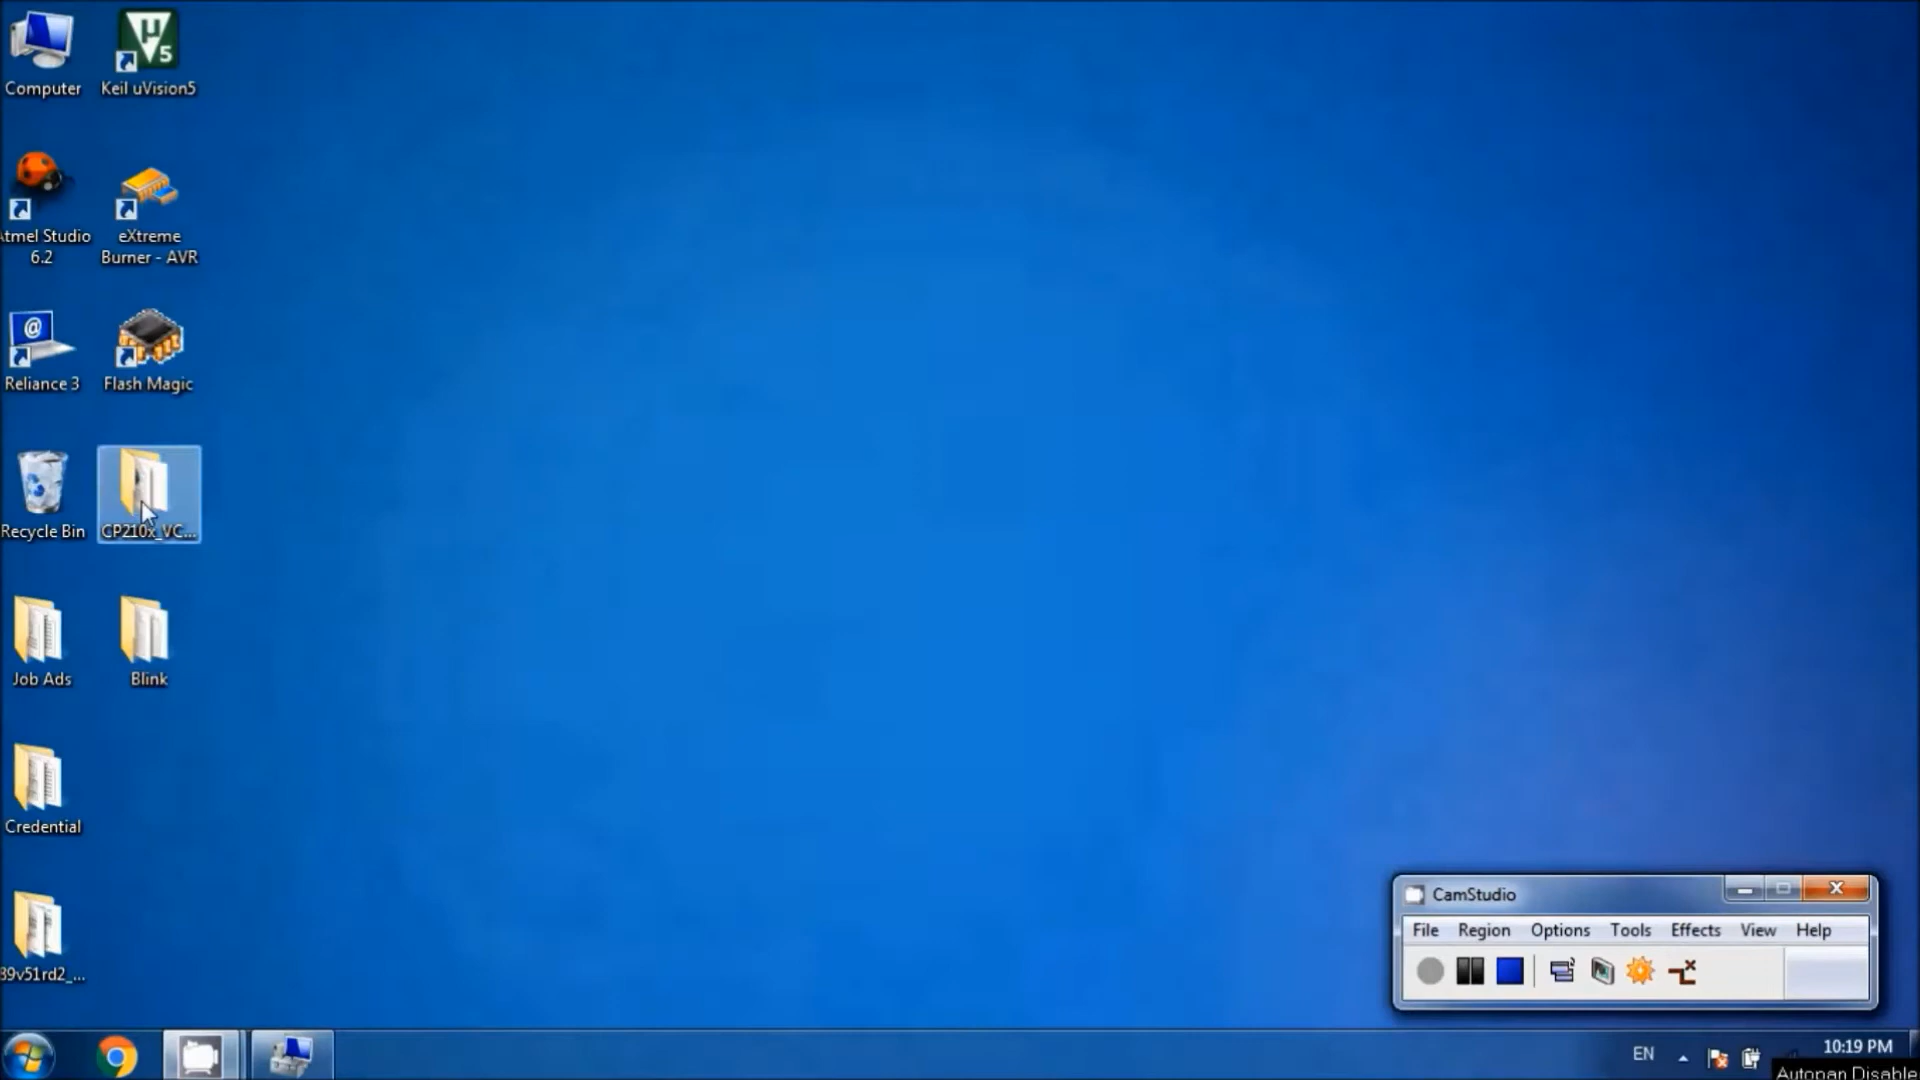 Computer
Keil uVision5
Atmel Studio
6.2
eXtreme
Burner - AVR
Reliance 3
Flash Magic
Recycle Bin
CP210x_VC...
Job Ads
Blink
Credential
89v51rd2_...
CamStudio
File Region Options Tools Effects View Help
EN
10:19 PM
Autopan Disable